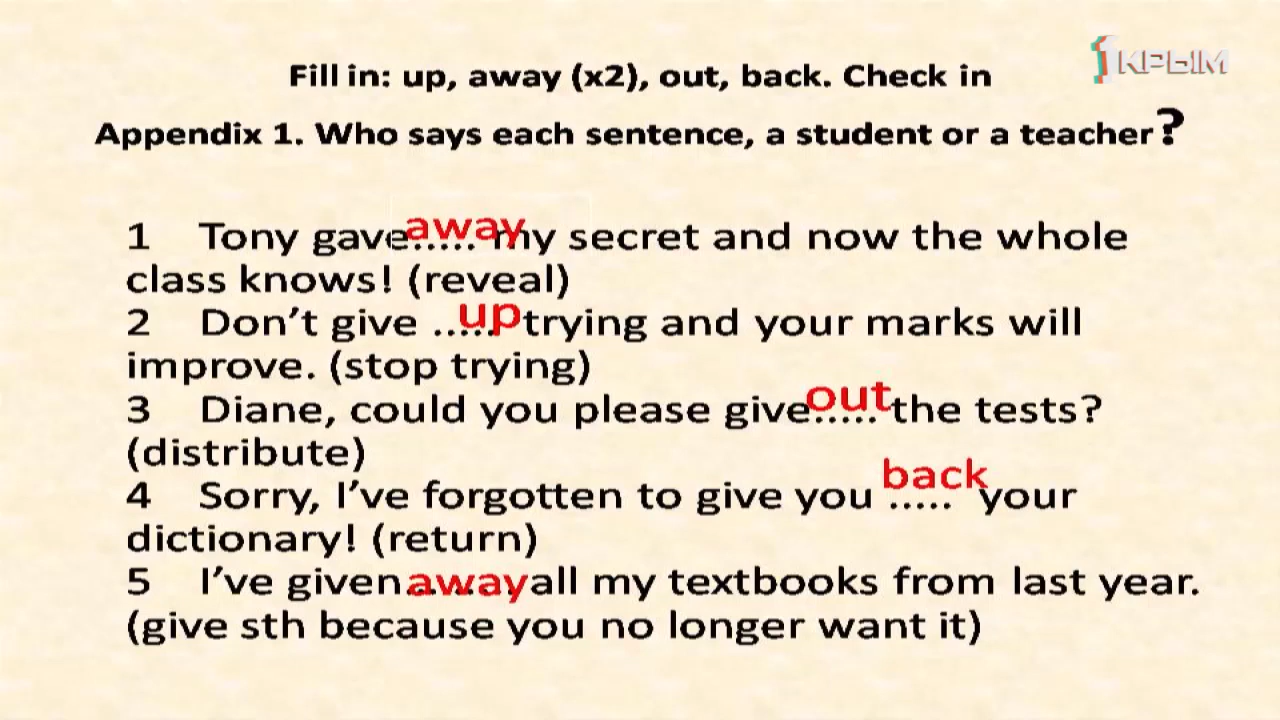 1КРЫМ
Fill in: up, away (x2), out, back. Check in
Appendix 1. Who says each sentence, a student or a teacher?
1 Tony gave away..... my secret and now the whole
class knows! (reveal)
2 Don’t give ..... up trying and your marks will
improve. (stop trying)
3 Diane, could you please give..... out the tests?
(distribute)
4 Sorry, I’ve forgotten to give you ..... back your
dictionary! (return)
5 I’ve given..... away all my textbooks from last year.
(give sth because you no longer want it)